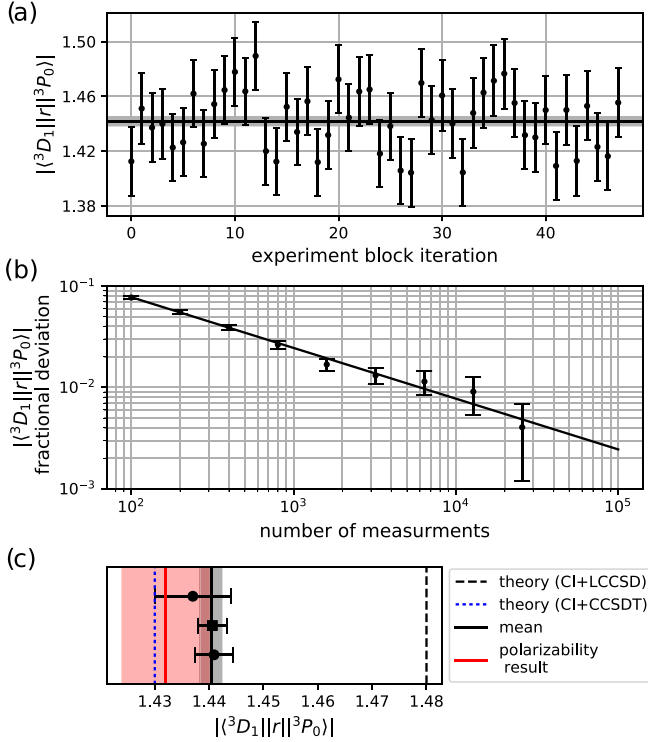 (a)
1.50
1.46
1.42
1.38
|⟨³D₁||r||³P₀⟩|
0
10
20
30
40
experiment block iteration
(b)
10⁻¹
10⁻²
10⁻³
|⟨³D₁||r||³P₀⟩|
fractional deviation
10²
10³
10⁴
10⁵
number of measurments
(c)
1.43
1.44
1.45
1.46
1.47
1.48
|⟨³D₁||r||³P₀⟩|
theory (CI+LCCSD)
theory (CI+CCSDT)
mean
polarizability
result